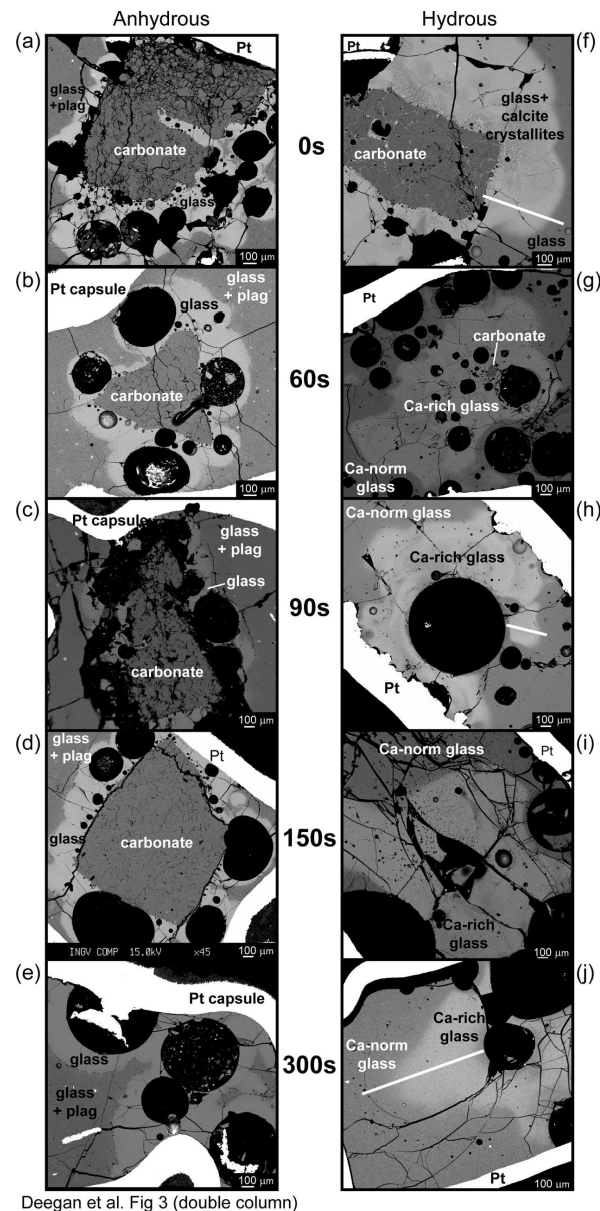 Anhydrous
Hydrous
(a)
Pt
glass
+plag
carbonate
glass
100 µm
0s
(f)
Pt
glass+
calcite
crystallites
carbonate
glass
100 µm
(b)
Pt capsule
glass
glass
+ plag
carbonate
100 µm
60s
(g)
Pt
carbonate
Ca-rich glass
Ca-norm
glass
100 µm
(c)
Pt capsule
glass
+ plag
glass
carbonate
100 µm
90s
(h)
Ca-norm glass
Ca-rich glass
Pt
100 µm
(d)
glass
+ plag
Pt
glass
carbonate
INGV COMP 15.0kV x45
100 µm
150s
(i)
Ca-norm glass
Pt
Ca-rich
glass
100 µm
(e)
Pt capsule
glass
glass
+ plag
100 µm
300s
(j)
Ca-rich
glass
Ca-norm
glass
Pt
100 µm
Deegan et al. Fig 3 (double column)